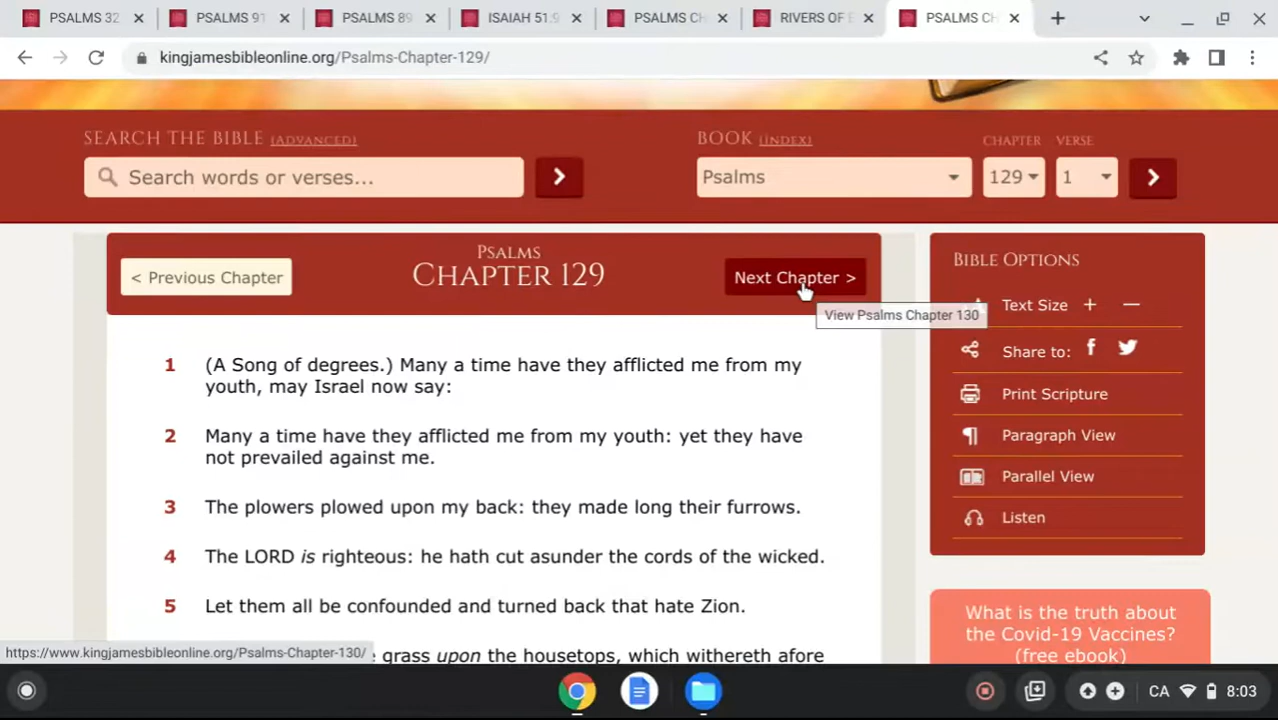 PSALMS 32
PSALMS 91
PSALMS 89
ISAIAH 51.9
PSALMS CH
RIVERS OF E
PSALMS CH
kingjamesbibleonline.org/Psalms-Chapter-129/
SEARCH THE BIBLE (ADVANCED)
BOOK (INDEX)
CHAPTER
VERSE
Search words or verses...
Psalms
129
1
< Previous Chapter
PSALMS
CHAPTER 129
Next Chapter >
View Psalms Chapter 130
1 (A Song of degrees.) Many a time have they afflicted me from my
youth, may Israel now say:
2 Many a time have they afflicted me from my youth: yet they have
not prevailed against me.
3 The plowers plowed upon my back: they made long their furrows.
4 The LORD is righteous: he hath cut asunder the cords of the wicked.
5 Let them all be confounded and turned back that hate Zion.
grass upon the housetops, which withereth afore
BIBLE OPTIONS
Text Size + —
Share to:
Print Scripture
Paragraph View
Parallel View
Listen
What is the truth about
the Covid-19 Vaccines?
(free ebook)
https://www.kingjamesbibleonline.org/Psalms-Chapter-130/
CA
8:03